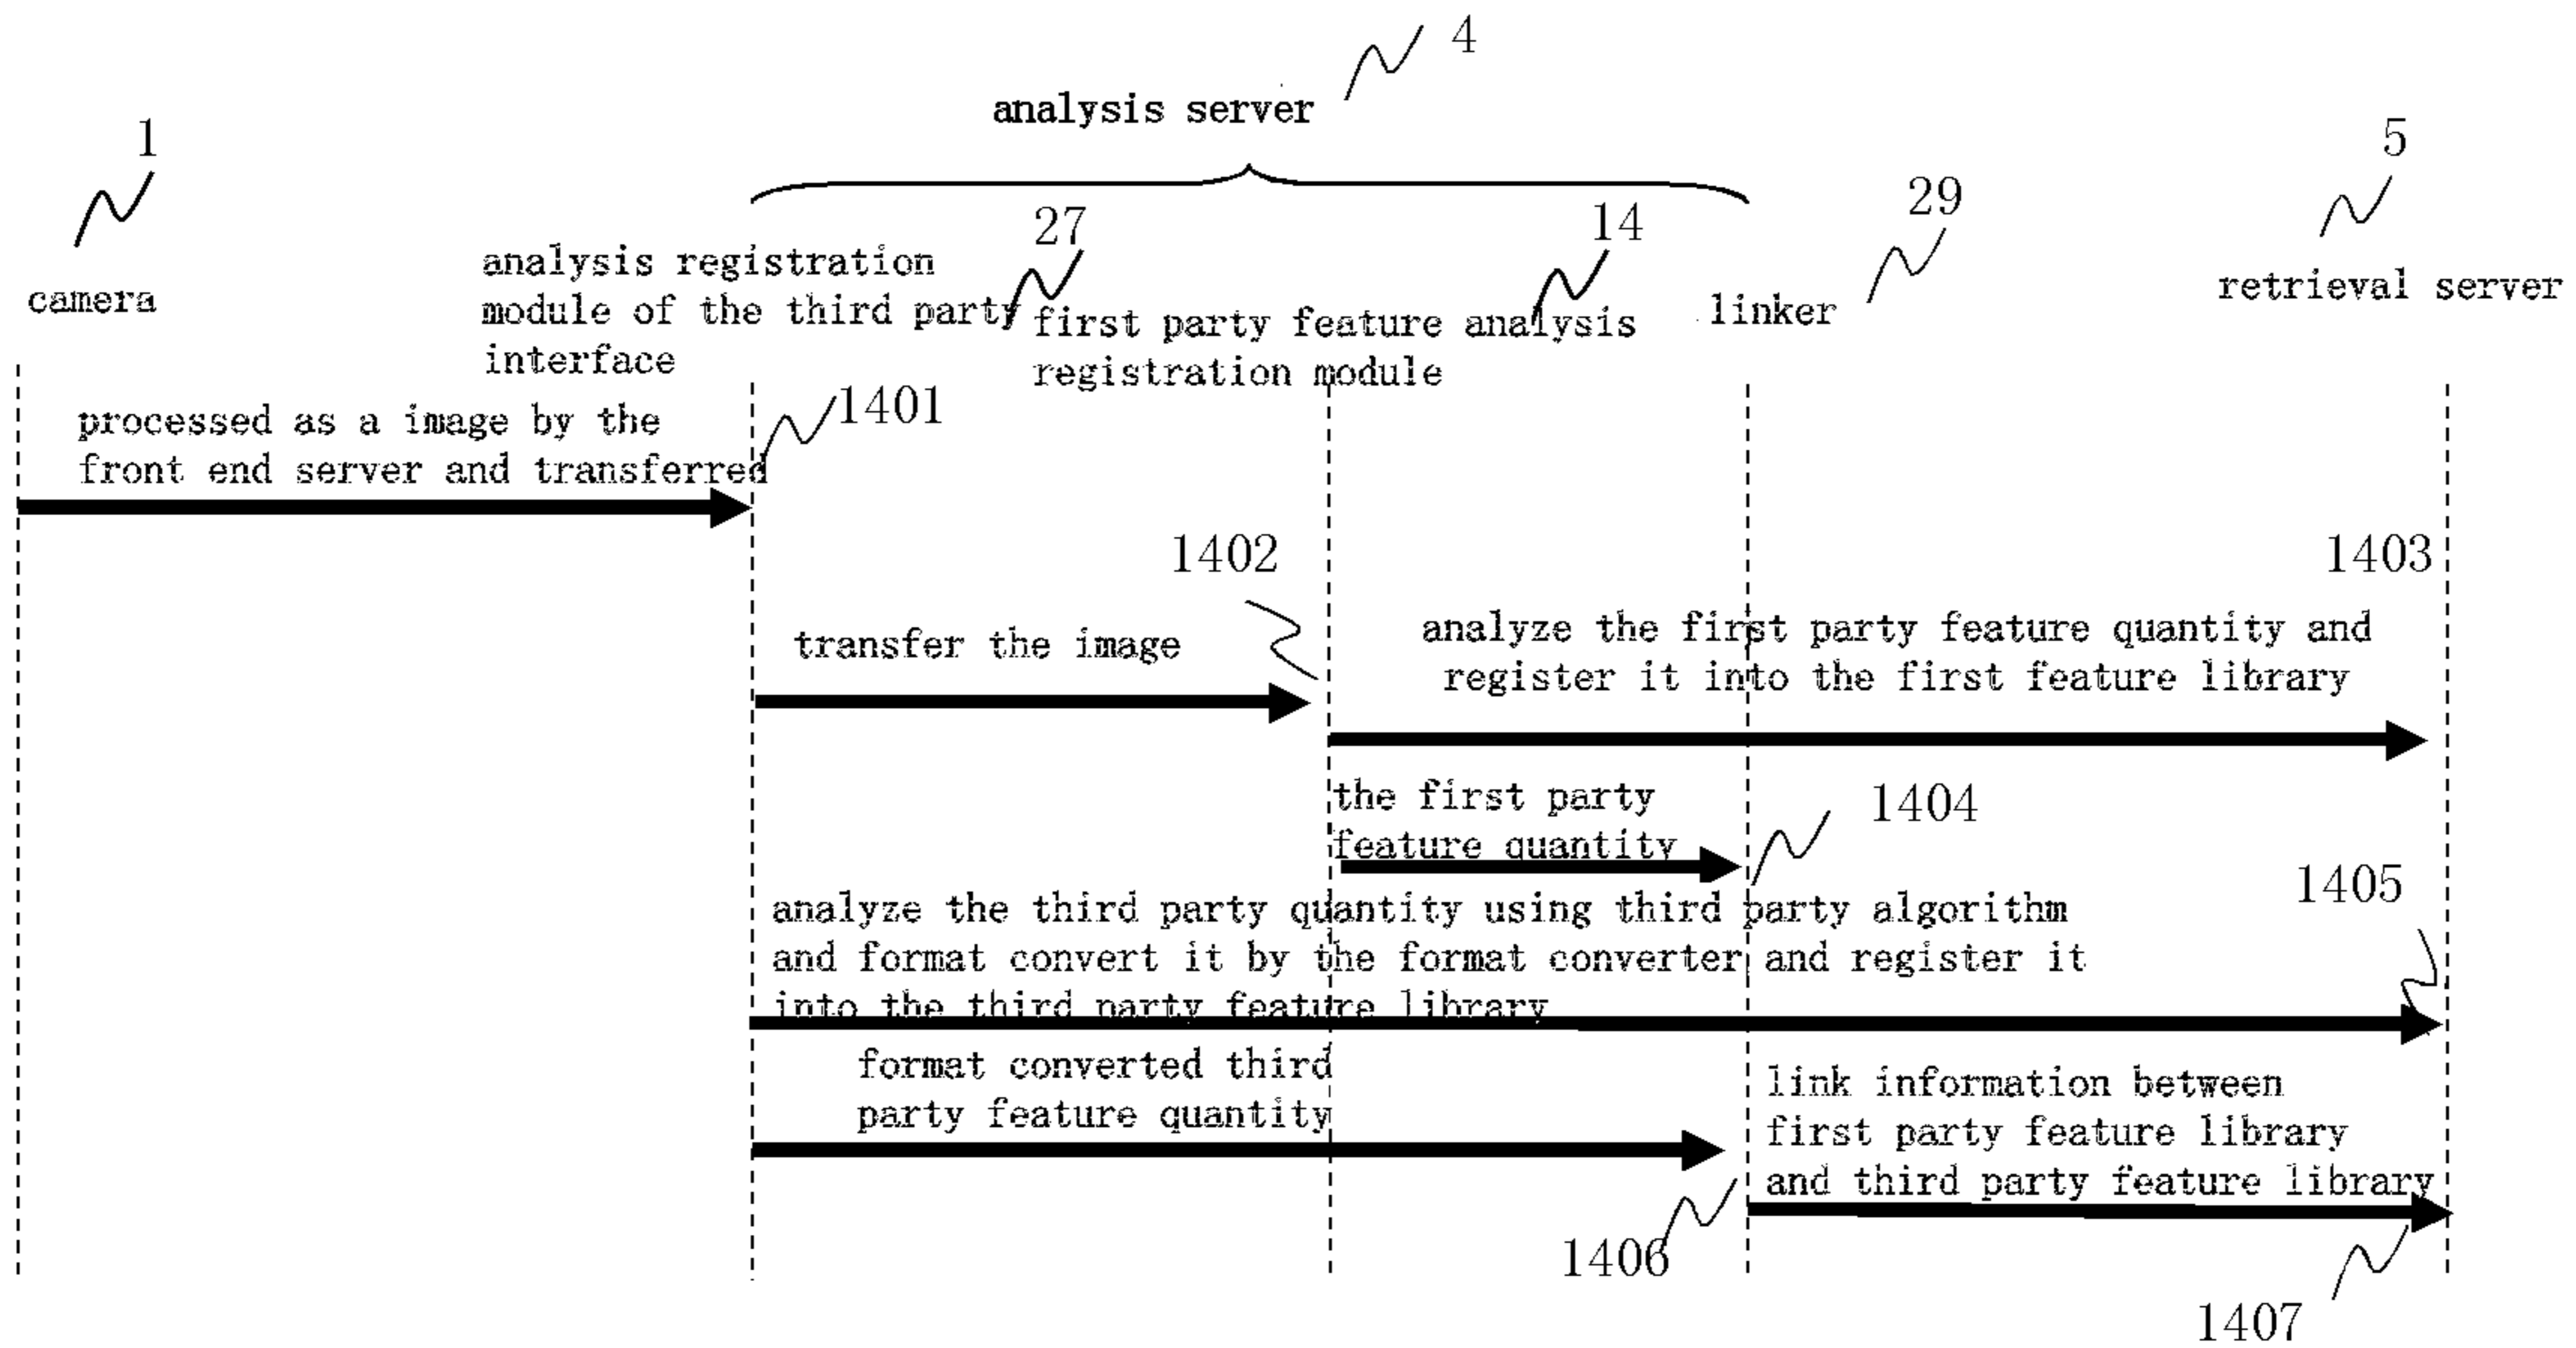 4
analysis server
1
5
27
14
29
analysis registration
module of the third party
interface
camera
first party feature analysis
registration module
linker
retrieval server
1401
processed as a image by the
front end server and transferred
1402
1403
transfer the image
analyze the first party feature quantity and
register it into the first feature library
the first party
feature quantity
1404
1405
analyze the third party quantity using third party algorithm
and format convert it by the format converter and register it
into the third party feature library
format converted third
party feature quantity
link information between
first party feature library
and third party feature library
1406
1407